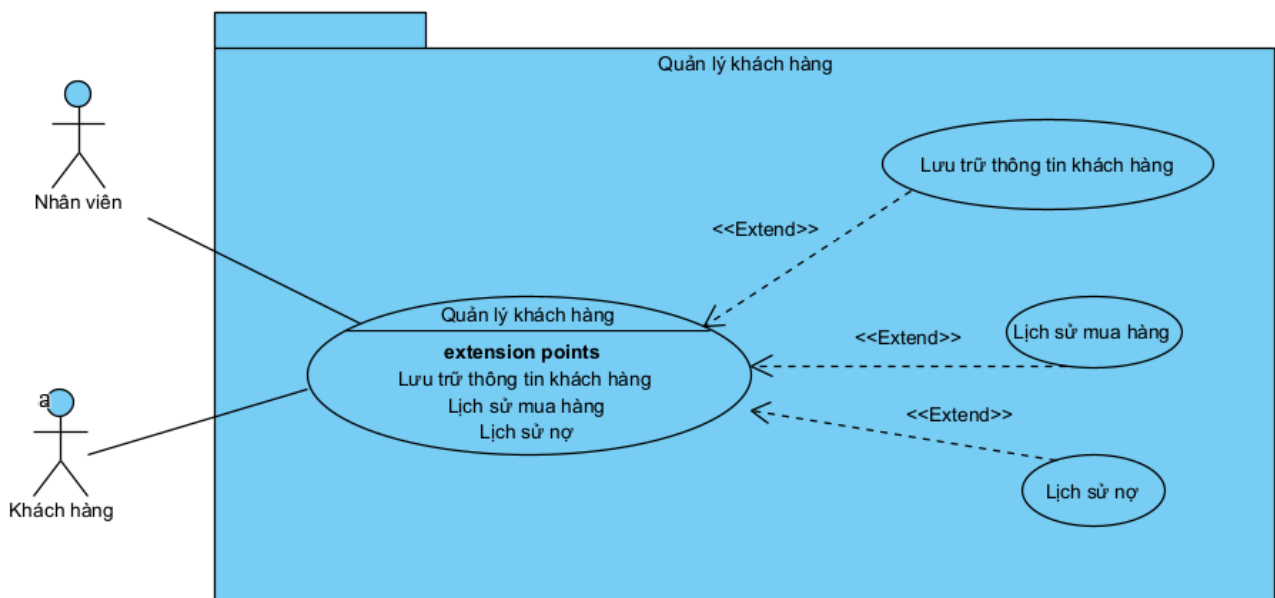 Quản lý khách hàng
Nhân viên
Lưu trữ thông tin khách hàng
<<Extend>>
Quản lý khách hàng
extension points
Lưu trữ thông tin khách hàng
Lịch sử mua hàng
Lịch sử nợ
<<Extend>>
Lịch sử mua hàng
<<Extend>>
Lịch sử nợ
a
Khách hàng